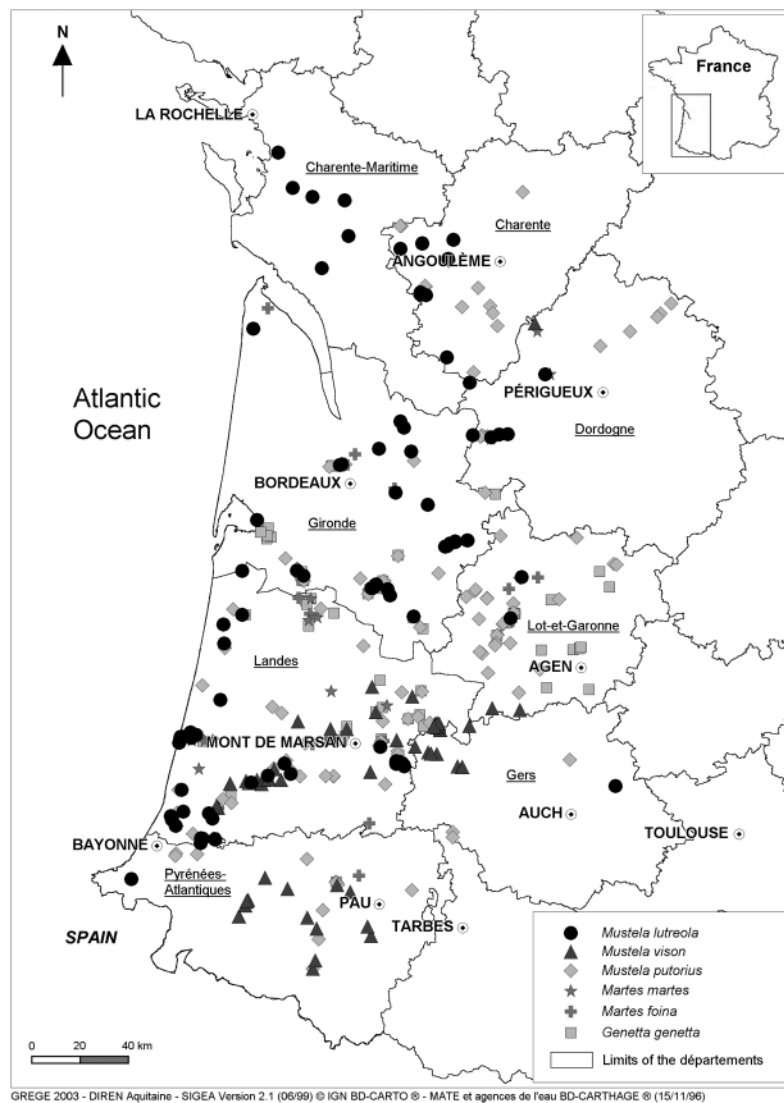 N
France
LA ROCHELLE
Charente-Maritime
Charente
ANGOULÈME
Atlantic
Ocean
PÉRIGUEUX
Dordogne
BORDEAUX
Gironde
Lot-et-Garonne
AGEN
Landes
MONT DE MARSAN
Gers
AUCH
TOULOUSE
BAYONNE
Pyrénées-
Atlantiques
PAU
TARBES
SPAIN
Mustela lutreola
Mustela vison
Mustela putorius
Martes martes
Martes foina
Genetta genetta
Limits of the départements
0 20 40 km
GREGE 2003 - DIREN Aquitaine - SIGEA Version 2.1 (06/99) © IGN BD-CARTO ® - MATE et agences de l'eau BD-CARTHAGE ® (15/11/96)